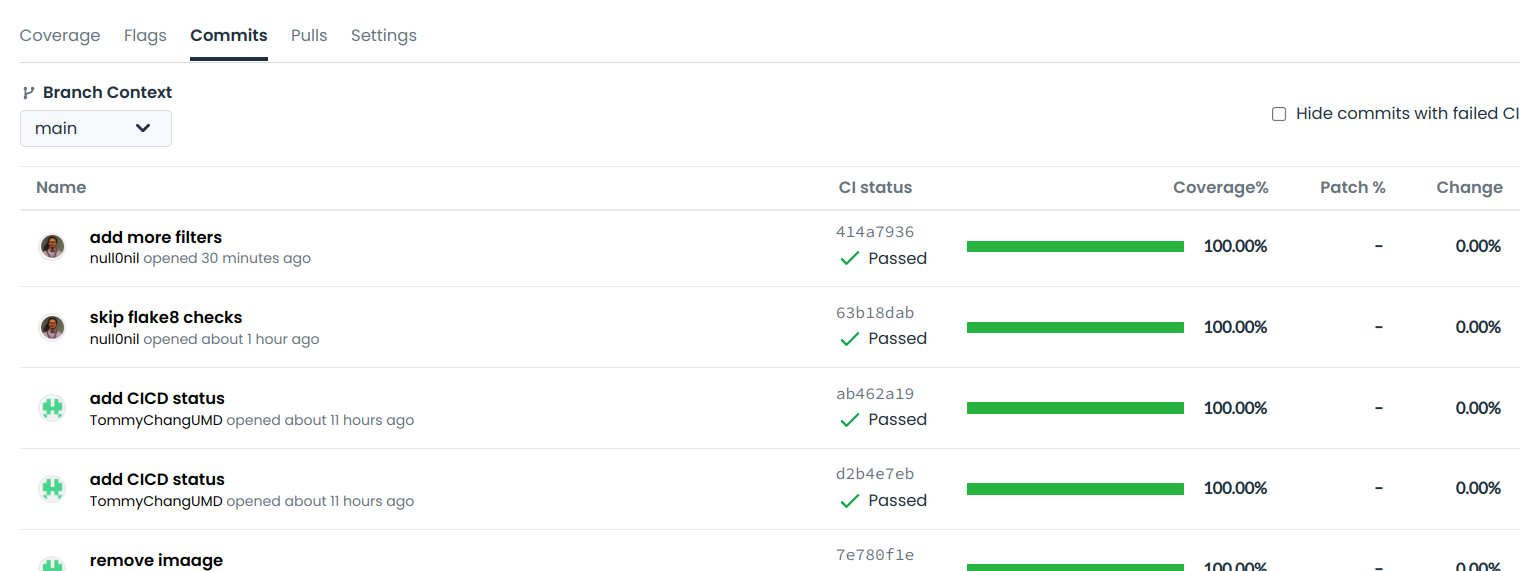 Coverage Flags Commits Pulls Settings
Branch Context
main
Hide commits with failed CI
Name CI status Coverage% Patch % Change
add more filters
null0nil opened 30 minutes ago
414a7936
Passed
100.00% - 0.00%
skip flake8 checks
null0nil opened about 1 hour ago
63b18dab
Passed
100.00% - 0.00%
add CICD status
TommyChangUMD opened about 11 hours ago
ab462a19
Passed
100.00% - 0.00%
add CICD status
TommyChangUMD opened about 11 hours ago
d2b4e7eb
Passed
100.00% - 0.00%
remove imaage
7e780f1e
100.00% - 0.00%